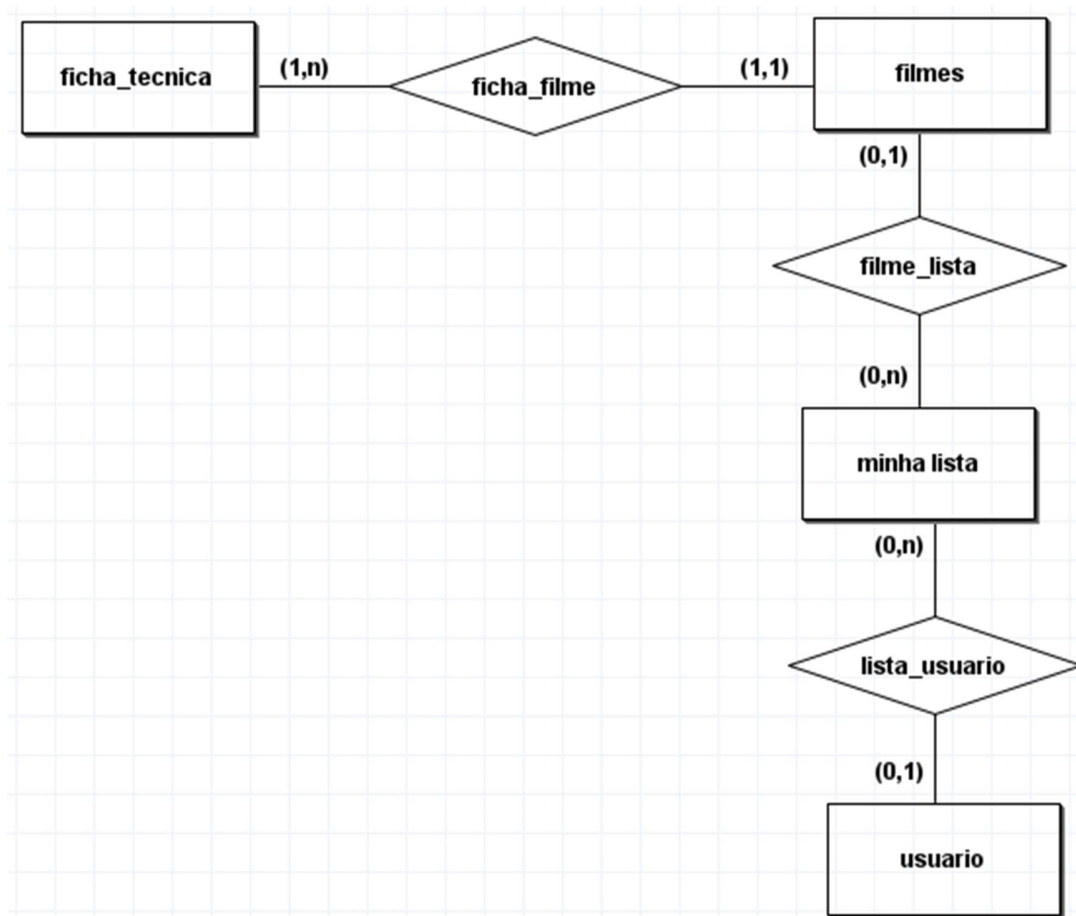 ficha_tecnica
(1,n)
ficha_filme
(1,1)
filmes
(0,1)
filme_lista
(0,n)
minha lista
(0,n)
lista_usuario
(0,1)
usuario